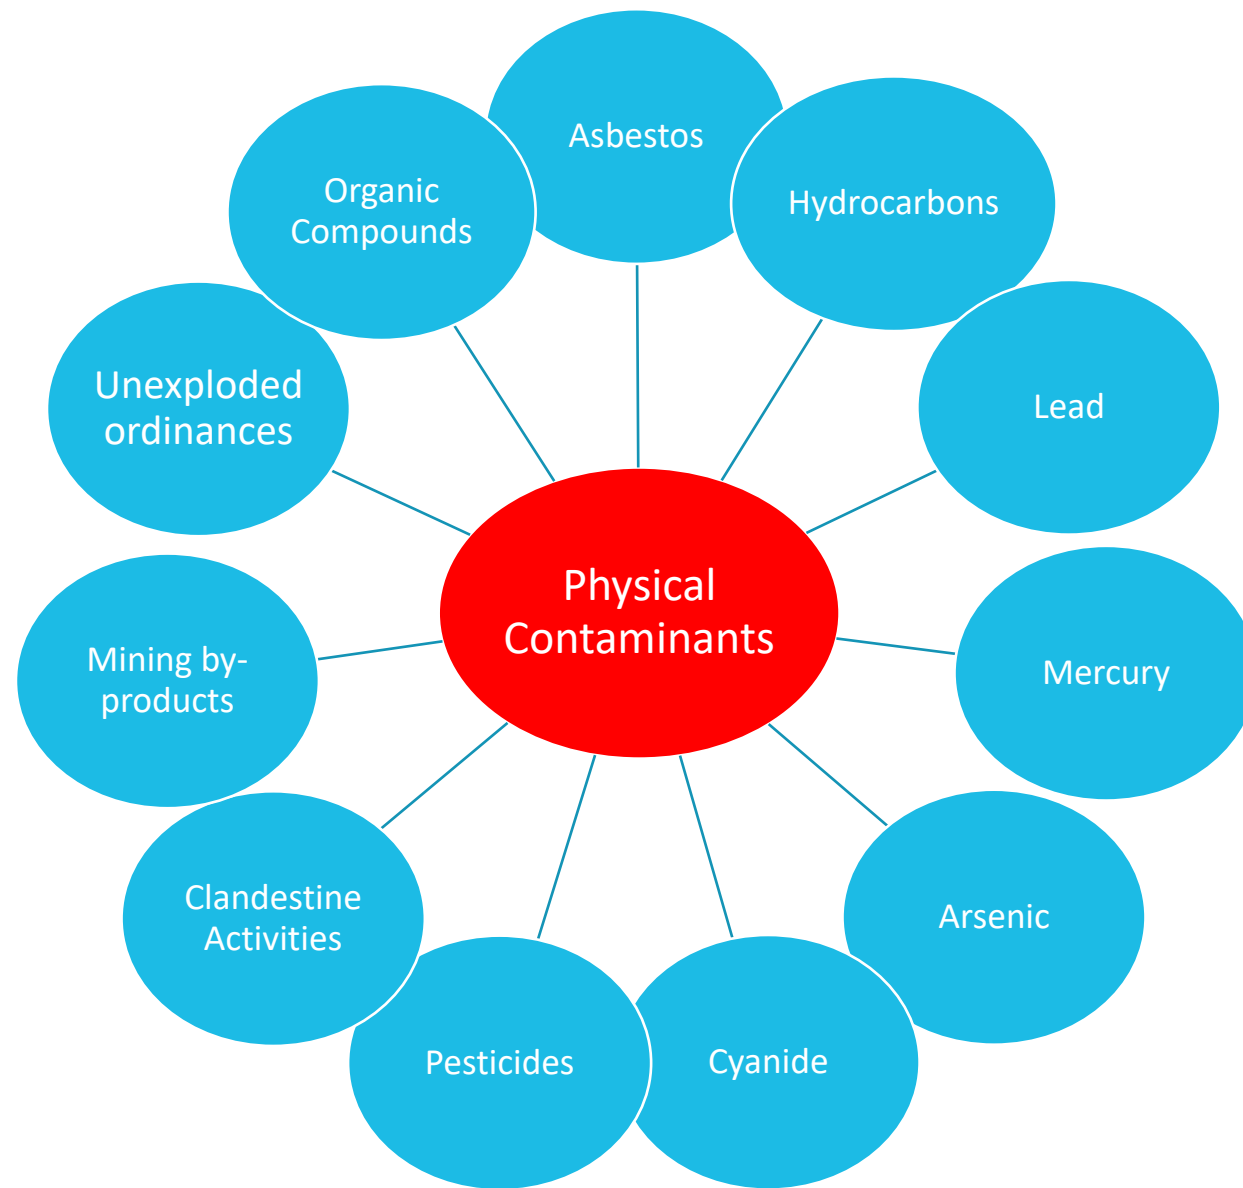 Asbestos
Hydrocarbons
Lead
Mercury
Arsenic
Cyanide
Pesticides
Clandestine
Activities
Mining by-
products
Unexploded
ordinances
Organic
Compounds
Physical
Contaminants